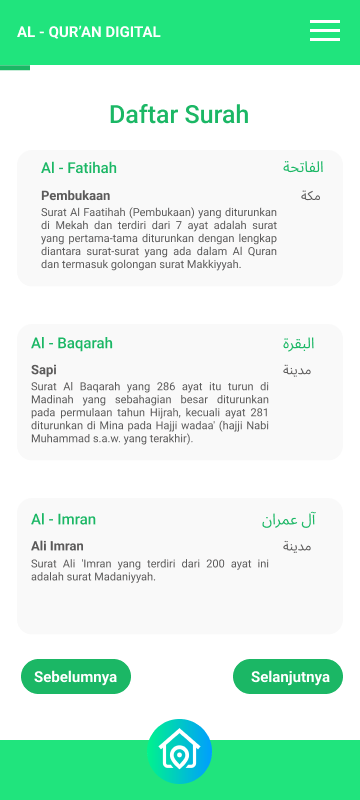 AL - QUR'AN DIGITAL
Daftar Surah
Al - Fatihah الفاتحة
Pembukaan مكة
Surat Al Faatihah (Pembukaan) yang diturunkan
di Mekah dan terdiri dari 7 ayat adalah surat
yang pertama-tama diturunkan dengan lengkap
diantara surat-surat yang ada dalam Al Quran
dan termasuk golongan surat Makkiyyah.
Al - Baqarah البقرة
Sapi مدينة
Surat Al Baqarah yang 286 ayat itu turun di
Madinah yang sebahagian besar diturunkan
pada permulaan tahun Hijrah, kecuali ayat 281
diturunkan di Mina pada Hajji wadaa' (hajji Nabi
Muhammad s.a.w. yang terakhir).
Al - Imran آل عمران
Ali Imran مدينة
Surat Ali 'Imran yang terdiri dari 200 ayat ini
adalah surat Madaniyyah.
Sebelumnya Selanjutnya